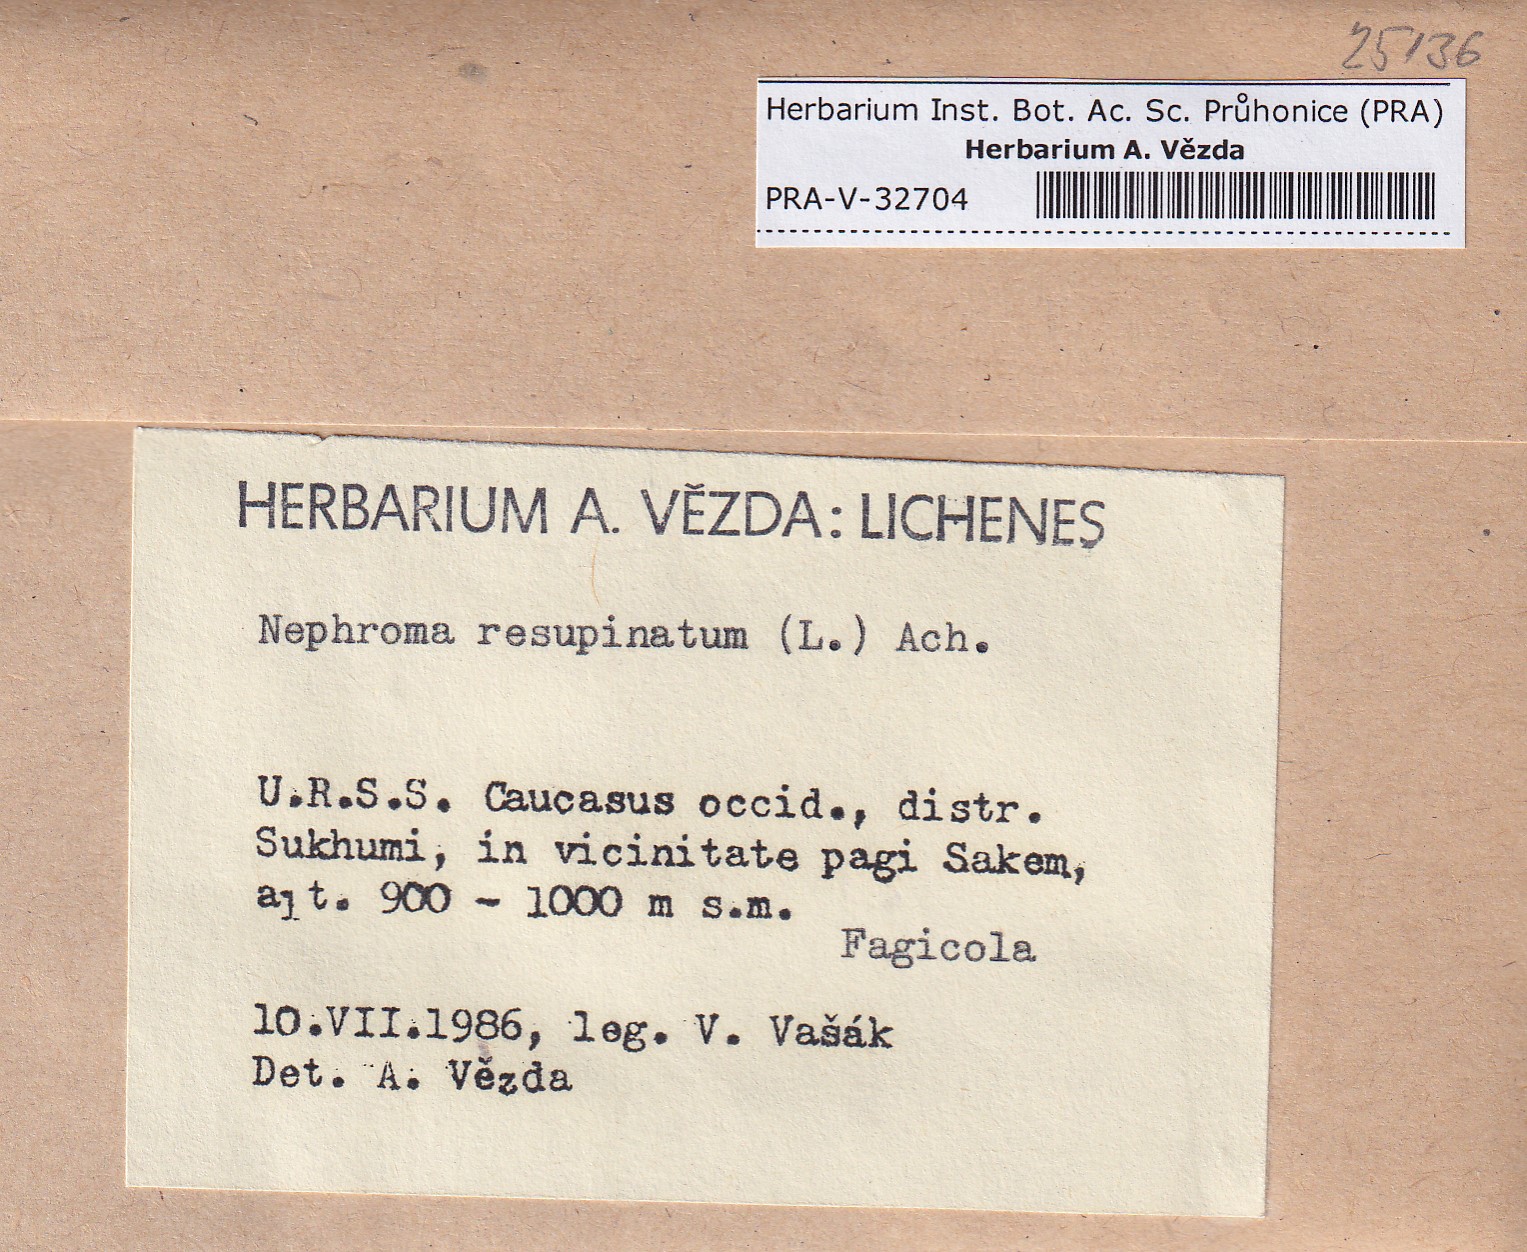 25136
Herbarium Inst. Bot. Ac. Sc. Průhonice (PRA)
Herbarium A. Vězda
PRA-V-32704
HERBARIUM A. VĚZDA: LICHENES
Nephroma resupinatum (L.) Ach.
U.R.S.S. Caucasus occid., distr.
Sukhumi, in vicinitate pagi Sakem,
alt. 900 - 1000 m s.m.
Fagicola
10.VII.1986, leg. V. Vašák
Det. A. Vězda